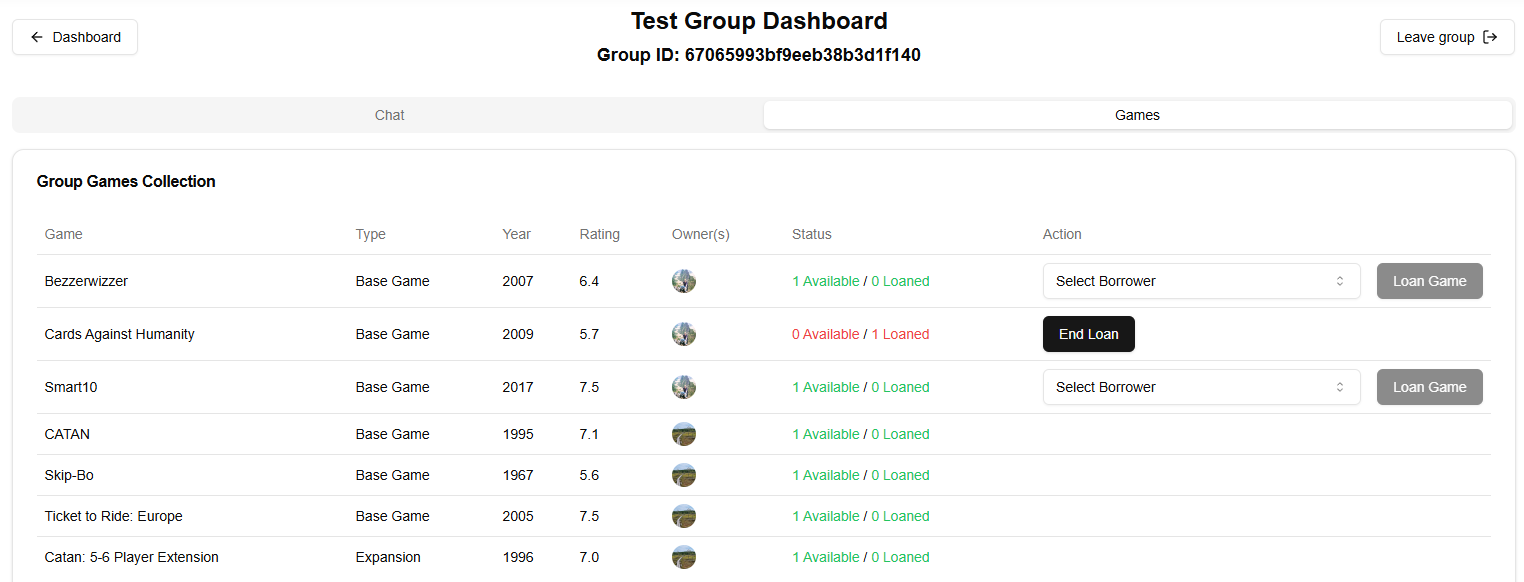 Test Group Dashboard
Dashboard
Group ID: 67065993bf9eeb38b3d1f140
Leave group
Chat Games
Group Games Collection
Game Type Year Rating Owner(s) Status Action
Bezzerwizzer Base Game 2007 6.4 1 Available / 0 Loaned Select Borrower Loan Game
Cards Against Humanity Base Game 2009 5.7 0 Available / 1 Loaned End Loan
Smart10 Base Game 2017 7.5 1 Available / 0 Loaned Select Borrower Loan Game
CATAN Base Game 1995 7.1 1 Available / 0 Loaned
Skip-Bo Base Game 1967 5.6 1 Available / 0 Loaned
Ticket to Ride: Europe Base Game 2005 7.5 1 Available / 0 Loaned
Catan: 5-6 Player Extension Expansion 1996 7.0 1 Available / 0 Loaned